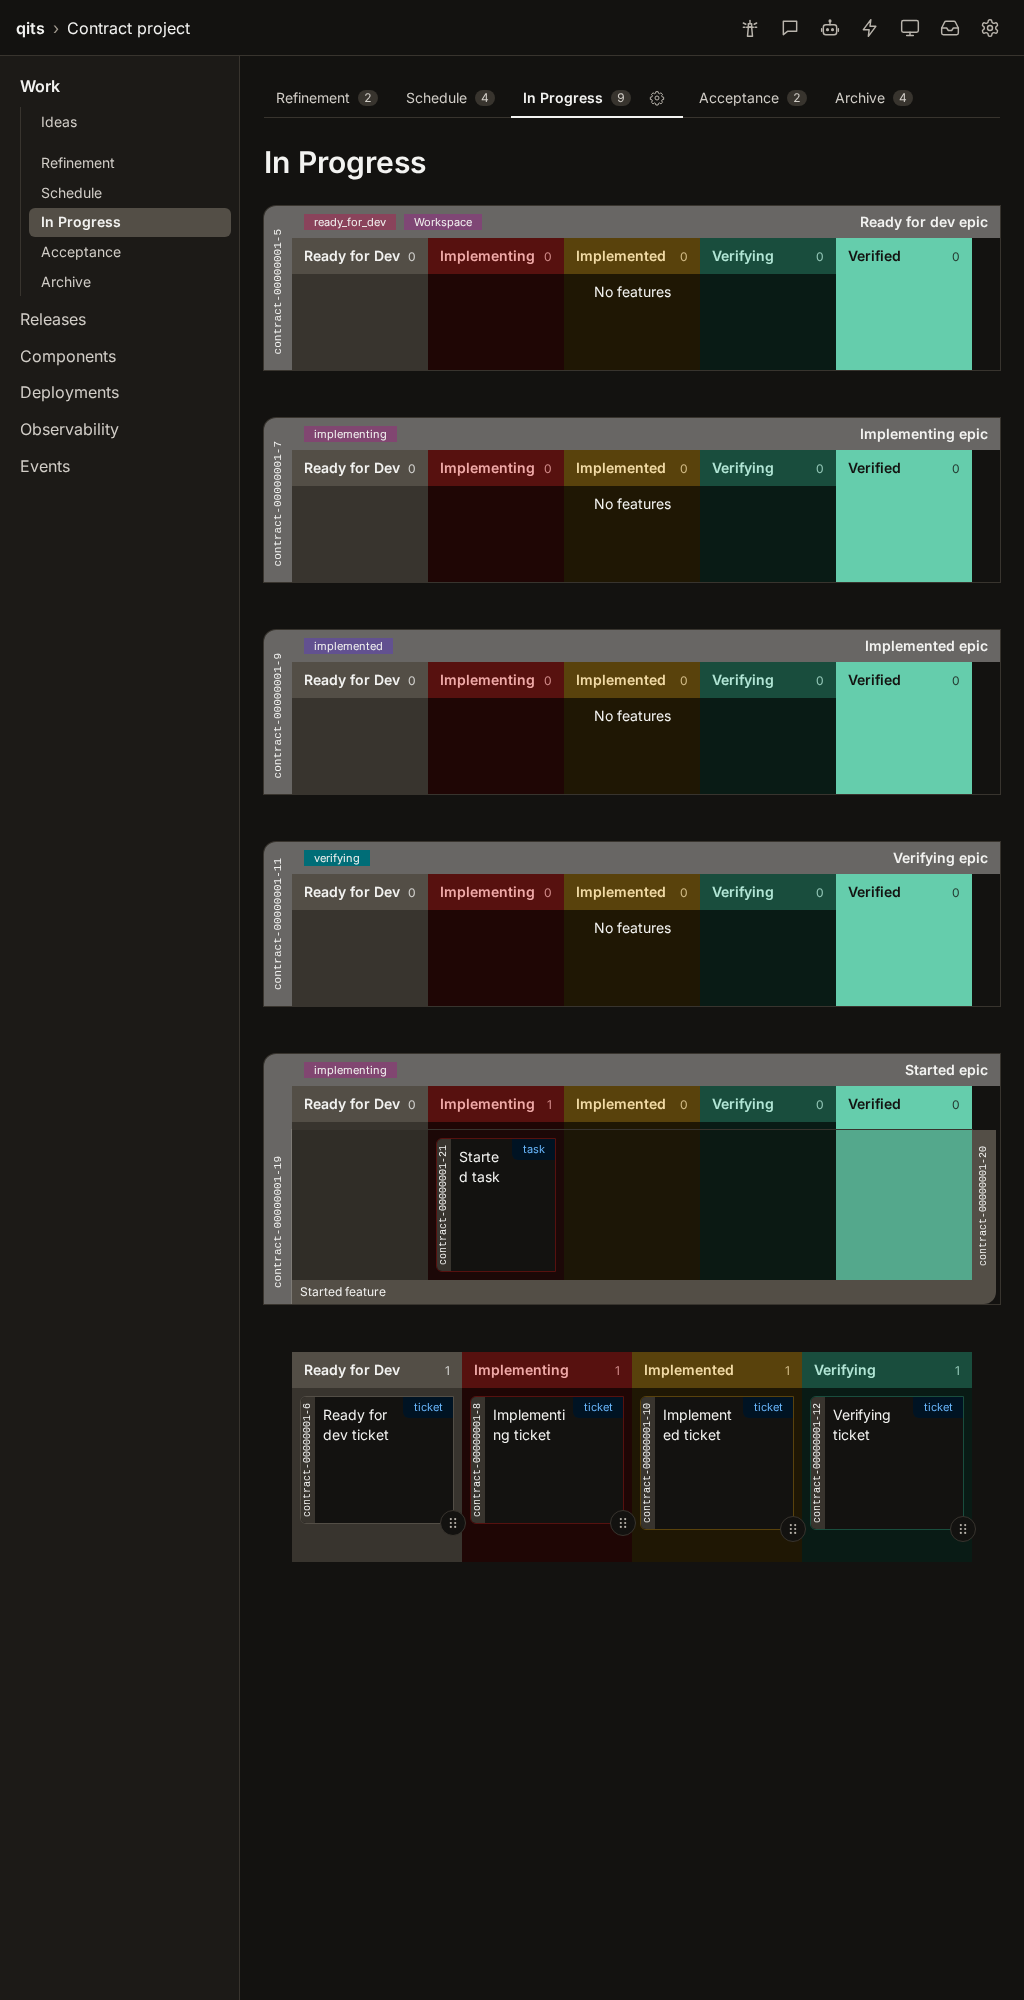 qits › Contract project
Work
Ideas
Refinement
Schedule
In Progress
Acceptance
Archive
Releases
Components
Deployments
Observability
Events
Refinement 2 Schedule 4 In Progress 9 Acceptance 2 Archive 4
In Progress
contract-00000001-5
ready_for_dev Workspace Ready for dev epic
Ready for Dev 0 Implementing 0 Implemented 0 Verifying 0 Verified 0
No features
contract-00000001-7
implementing Implementing epic
Ready for Dev 0 Implementing 0 Implemented 0 Verifying 0 Verified 0
No features
contract-00000001-9
implemented Implemented epic
Ready for Dev 0 Implementing 0 Implemented 0 Verifying 0 Verified 0
No features
contract-00000001-11
verifying Verifying epic
Ready for Dev 0 Implementing 0 Implemented 0 Verifying 0 Verified 0
No features
contract-00000001-19
implementing Started epic
Ready for Dev 0 Implementing 1 Implemented 0 Verifying 0 Verified 0
contract-00000001-21
task
Starte
d task
contract-00000001-20
Started feature
Ready for Dev 1 Implementing 1 Implemented 1 Verifying 1
contract-00000001-6
ticket
Ready for
dev ticket
contract-00000001-8
ticket
Implementi
ng ticket
contract-00000001-10
ticket
Implement
ed ticket
contract-00000001-12
ticket
Verifying
ticket